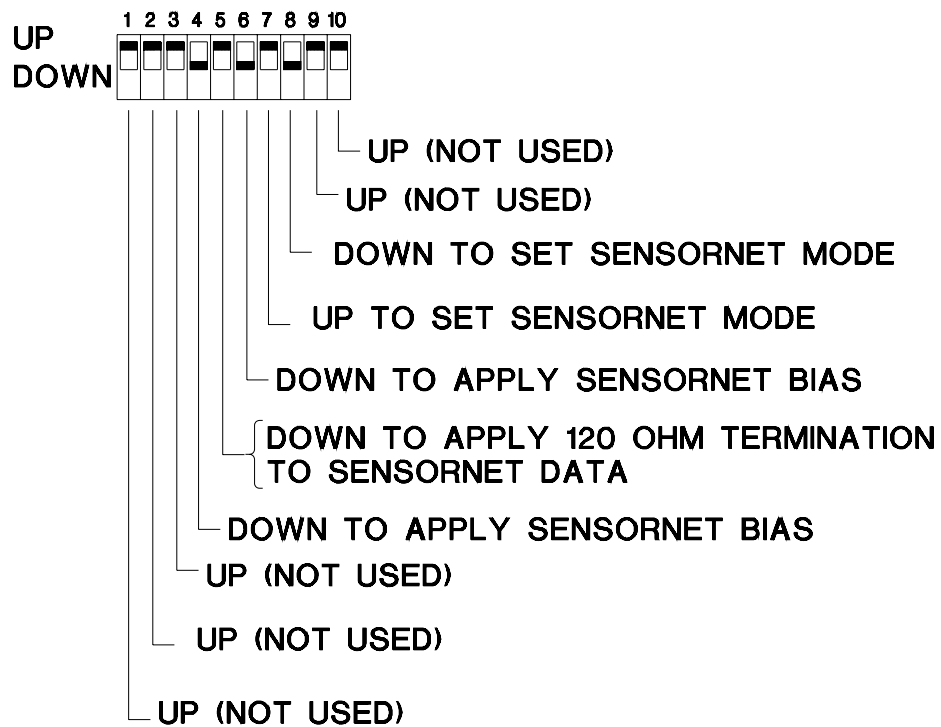 1 2 3 4 5 6 7 8 9 10
UP
DOWN
UP (NOT USED)
UP (NOT USED)
DOWN TO SET SENSORNET MODE
UP TO SET SENSORNET MODE
DOWN TO APPLY SENSORNET BIAS
DOWN TO APPLY 120 OHM TERMINATION
TO SENSORNET DATA
DOWN TO APPLY SENSORNET BIAS
UP (NOT USED)
UP (NOT USED)
UP (NOT USED)